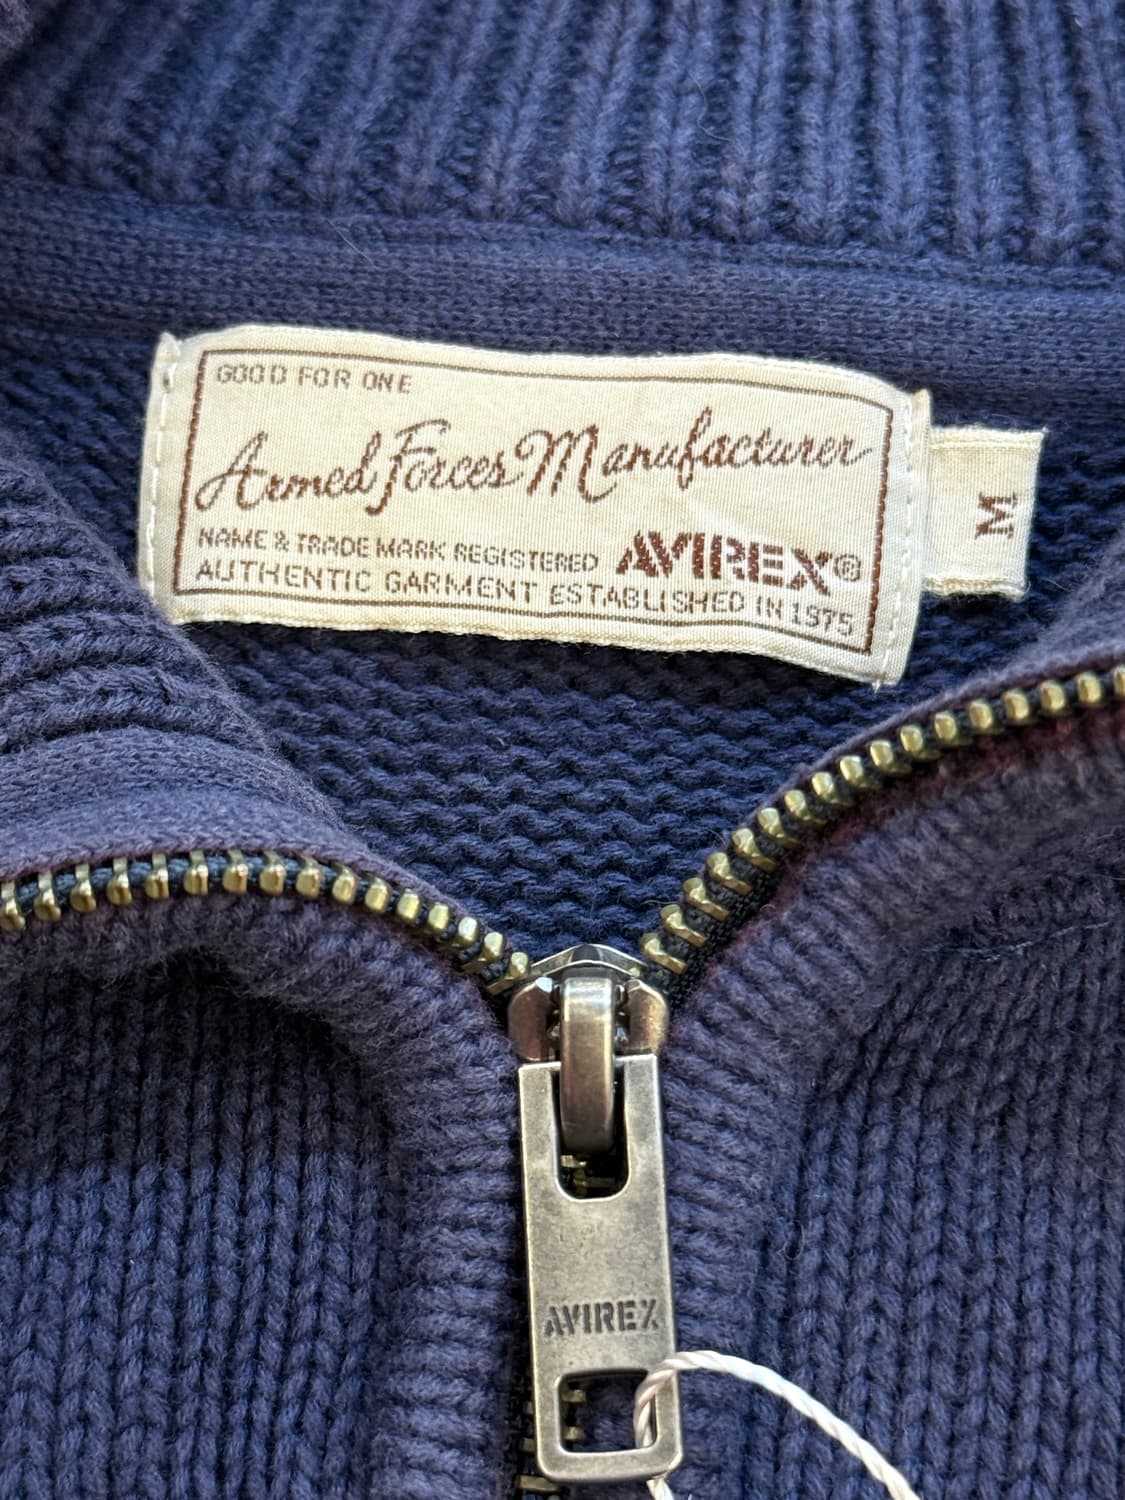 GOOD FOR ONE
Armed Forces Manufacturer
NAME & TRADE MARK REGISTERED AVIREX®
AUTHENTIC GARMENT ESTABLISHED IN 1975
M
AVIREX